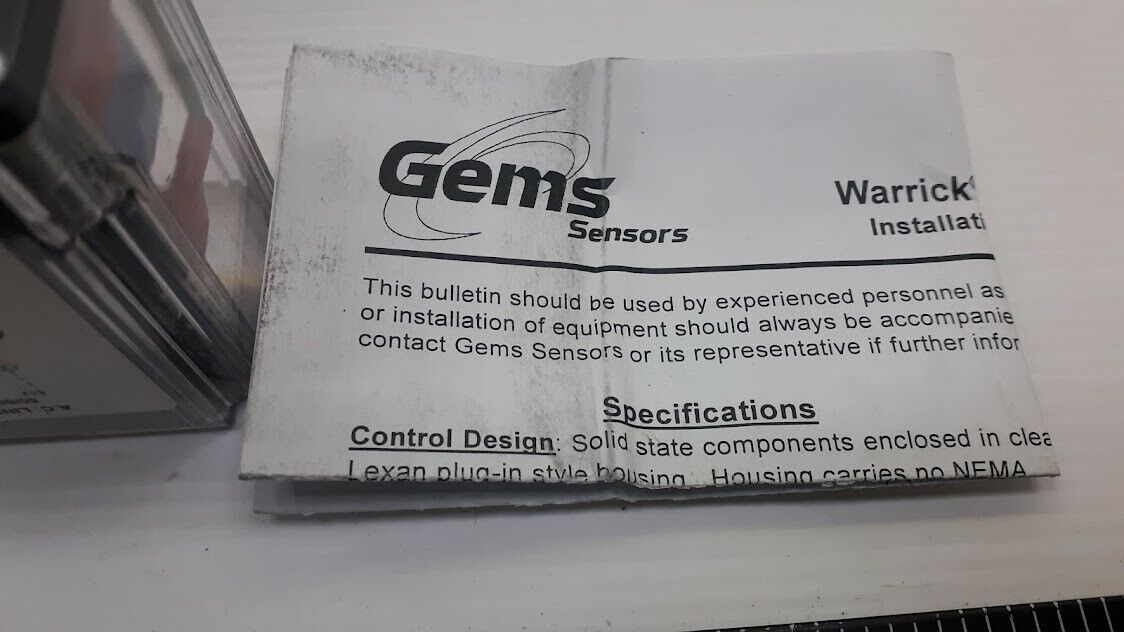 Gems
Sensors
Warrick®
Installati
This bulletin should be used by experienced personnel as
or installation of equipment should always be accompanie
contact Gems Sensors or its representative if further infor
Specifications
Control Design: Solid state components enclosed in clea
Lexan plug-in style housing. Housing carries no NEMA
A.C. Line